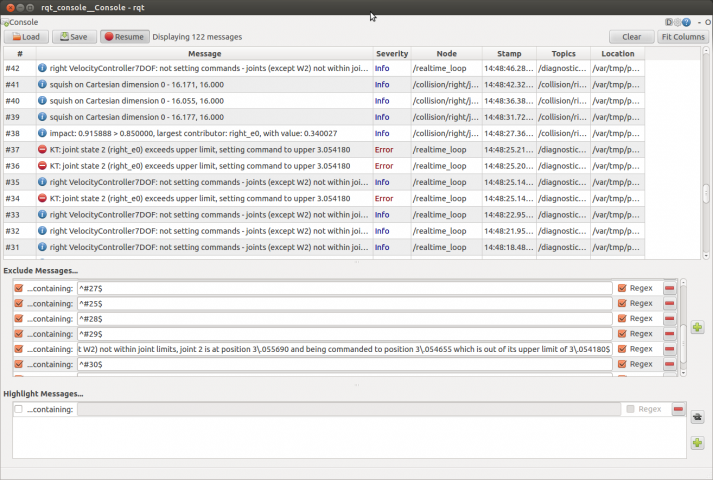 rqt_console__Console - rqt
Console
D
Load Save Resume Displaying 122 messages Clear Fit Columns
# Message Severity Node Stamp Topics Location
#42 right VelocityController7DOF: not setting commands - joints (except W2) not within joi... Info /realtime_loop 14:48:46.28... /diagnostic... /var/tmp/p...
#41 squish on Cartesian dimension 0 - 16.171, 16.000 Info /collision/right/j... 14:48:42.32... /collision/ri... /var/tmp/p...
#40 squish on Cartesian dimension 0 - 16.055, 16.000 Info /collision/right/j... 14:48:36.38... /collision/ri... /var/tmp/p...
#39 squish on Cartesian dimension 0 - 16.177, 16.000 Info /collision/right/j... 14:48:31.72... /collision/ri... /var/tmp/p...
#38 impact: 0.915888 > 0.850000, largest contributor: right_e0, with value: 0.340027 Info /collision/right/j... 14:48:27.36... /collision/ri... /var/tmp/p...
#37 KT: joint state 2 (right_e0) exceeds upper limit, setting command to upper 3.054180 Error /realtime_loop 14:48:25.21... /diagnostic... /var/tmp/p...
#36 KT: joint state 2 (right_e0) exceeds upper limit, setting command to upper 3.054180 Error /realtime_loop 14:48:25.20... /diagnostic... /var/tmp/p...
#35 right VelocityController7DOF: not setting commands - joints (except W2) not within joi... Info /realtime_loop 14:48:25.14... /diagnostic... /var/tmp/p...
#34 KT: joint state 2 (right_e0) exceeds upper limit, setting command to upper 3.054180 Error /realtime_loop 14:48:25.14... /diagnostic... /var/tmp/p...
#33 right VelocityController7DOF: not setting commands - joints (except W2) not within joi... Info /realtime_loop 14:48:22.95... /diagnostic... /var/tmp/p...
#32 right VelocityController7DOF: not setting commands - joints (except W2) not within joi... Info /realtime_loop 14:48:21.95... /diagnostic... /var/tmp/p...
#31 right VelocityController7DOF: not setting commands - joints (except W2) not within joi... Info /realtime_loop 14:48:18.48... /diagnostic... /var/tmp/p...
Exclude Messages...
...containing: ^#27$ Regex
...containing: ^#25$ Regex
...containing: ^#28$ Regex
...containing: ^#29$ Regex
...containing: t W2) not within joint limits, joint 2 is at position 3\,055690 and being commanded to position 3\,054655 which is out of its upper limit of 3\,054180$ Regex
...containing: ^#30$ Regex
Highlight Messages...
...containing: Regex